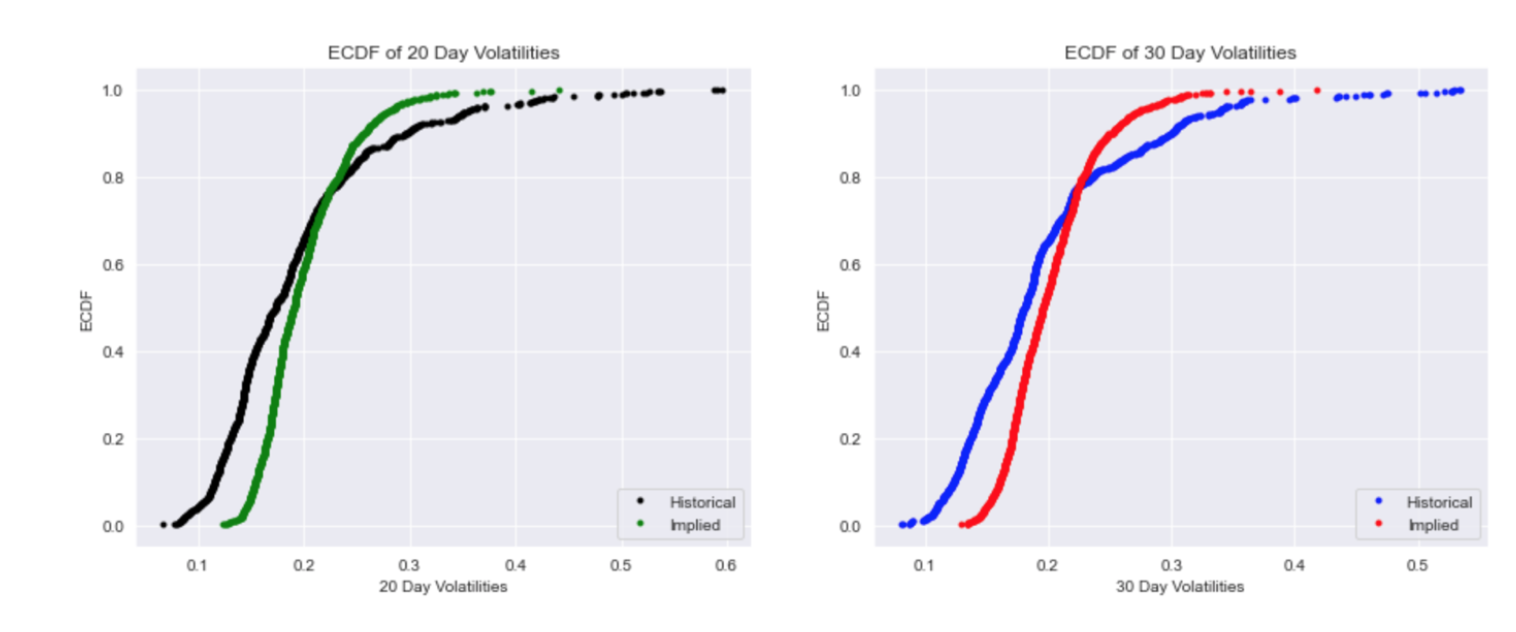 ECDF of 20 Day Volatilities
1.0
0.8
0.6
0.4
0.2
0.0
ECDF
Historical
Implied
0.1 0.2 0.3 0.4 0.5 0.6
20 Day Volatilities
ECDF of 30 Day Volatilities
1.0
0.8
0.6
0.4
0.2
0.0
ECDF
Historical
Implied
0.1 0.2 0.3 0.4 0.5
30 Day Volatilities